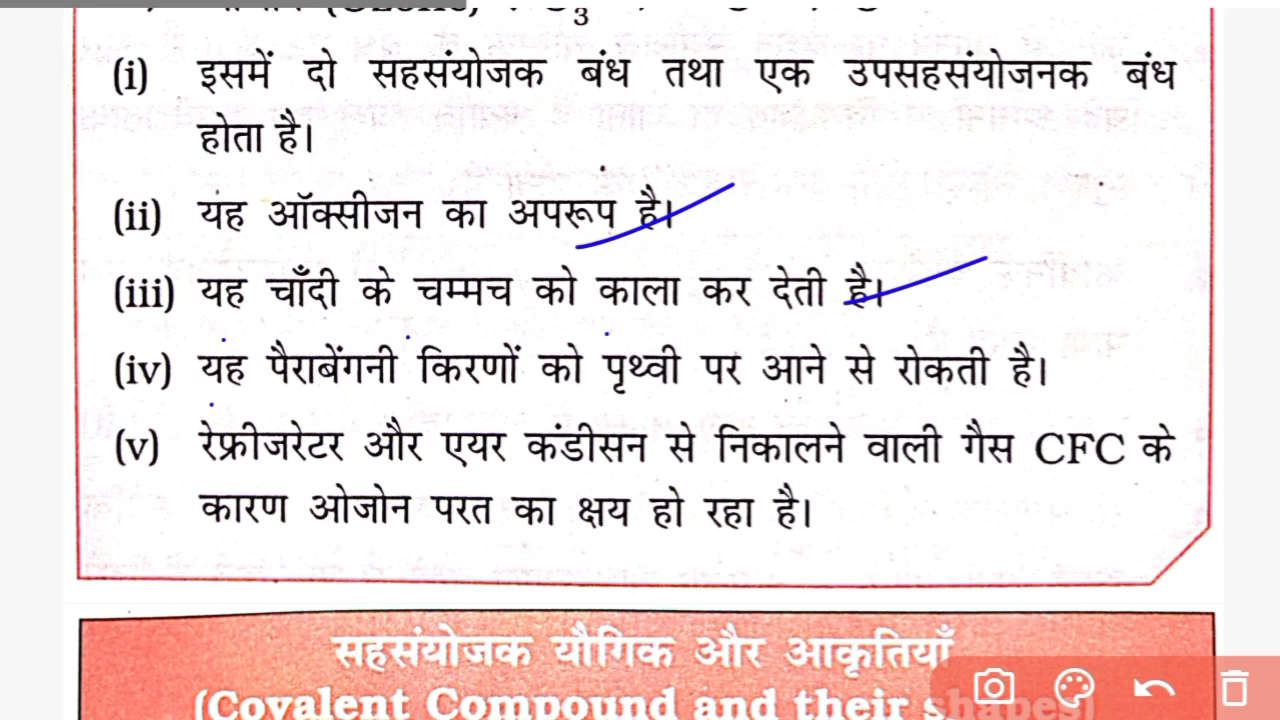 (i) इसमें दो सहसंयोजक बंध तथा एक उपसहसंयोजनक बंध
होता है।
(ii) यह ऑक्सीजन का अपरूप है।
(iii) यह चाँदी के चम्मच को काला कर देती है।
(iv) यह पैराबेंगनी किरणों को पृथ्वी पर आने से रोकती है।
(v) रेफ्रीजरेटर और एयर कंडीसन से निकालने वाली गैस CFC के
कारण ओजोन परत का क्षय हो रहा है।
सहसंयोजक यौगिक और आकृतियाँ
(Covalent Compound and their shapes)